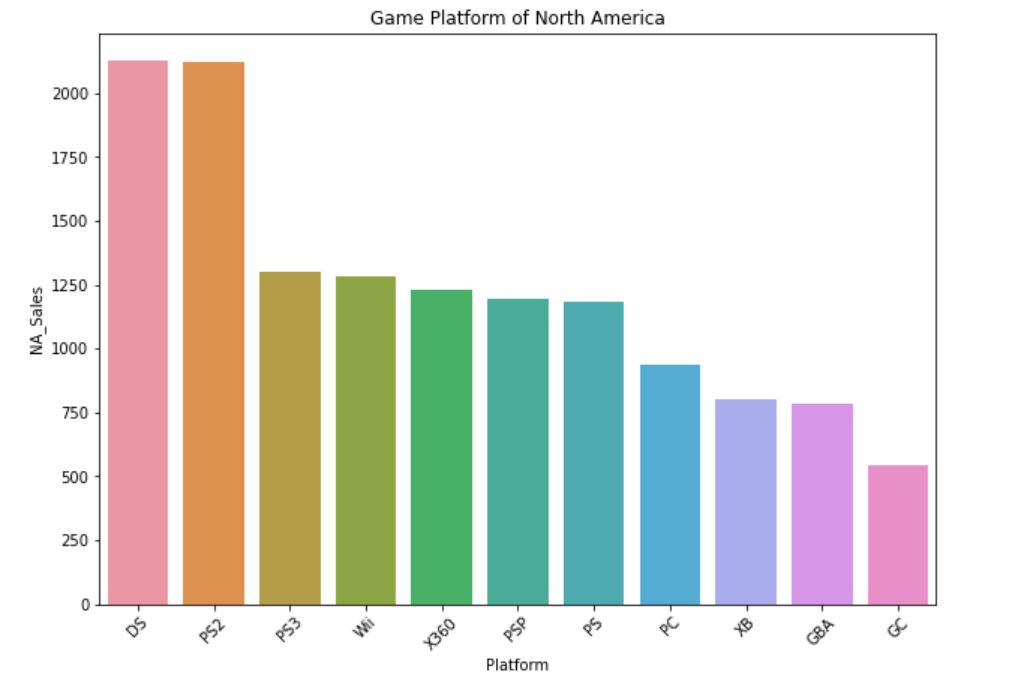 Game Platform of North America
NA_Sales
2000
1750
1500
1250
1000
750
500
250
0
DS PS2 PS3 Wii X360 PSP PS PC XB GBA GC
Platform